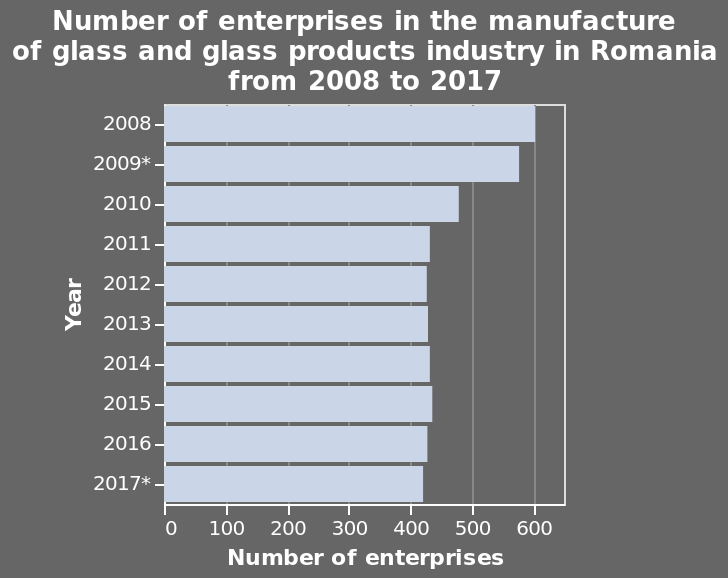 Number of enterprises in the manufacture
of glass and glass products industry in Romania
from 2008 to 2017
2008
2009*
2010
2011
2012
2013
2014
2015
2016
2017*
Year
0 100 200 300 400 500 600
Number of enterprises